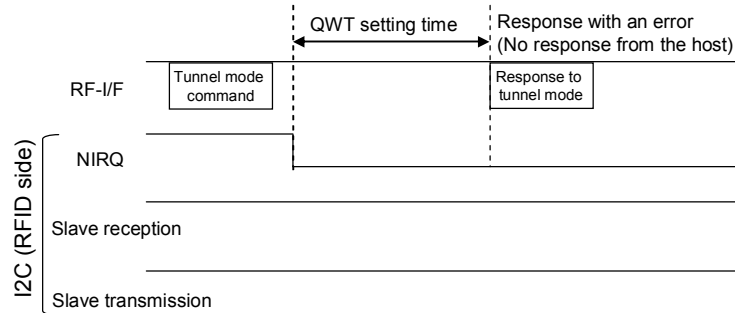 QWT setting time
Response with an error
(No response from the host)
RF-I/F
Tunnel mode
command
Response to
tunnel mode
I2C (RFID side)
NIRQ
Slave reception
Slave transmission